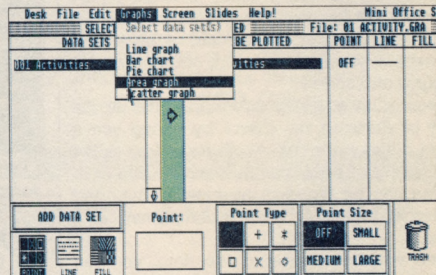 Desk File Edit Graphs Screen Slides Help! Mini Office S
SELECT ED File: 01 ACTIVITY.GRA
DATA SETS BE PLOTTED POINT LINE FILL
Select data set(s)
Line graph
Bar chart
Pie chart
Area graph
Scatter graph
001 Activities vities OFF
ADD DATA SET
Point:
Point Type
Point Size
OFF SMALL
MEDIUM LARGE
POINT LINE FILL
TRASH